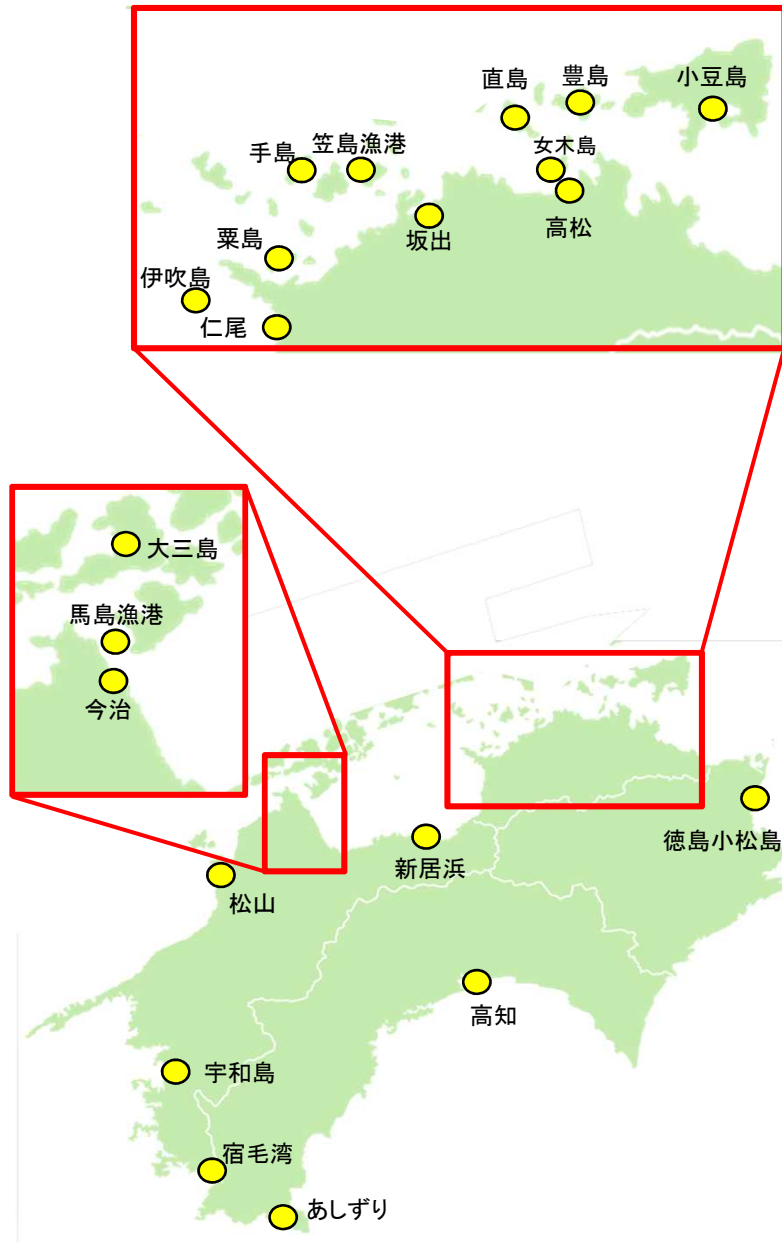 直島
豊島
小豆島
手島
笠島漁港
女木島
高松
坂出
粟島
伊吹島
仁尾
大三島
馬島漁港
今治
徳島小松島
新居浜
松山
高知
宇和島
宿毛湾
あしずり